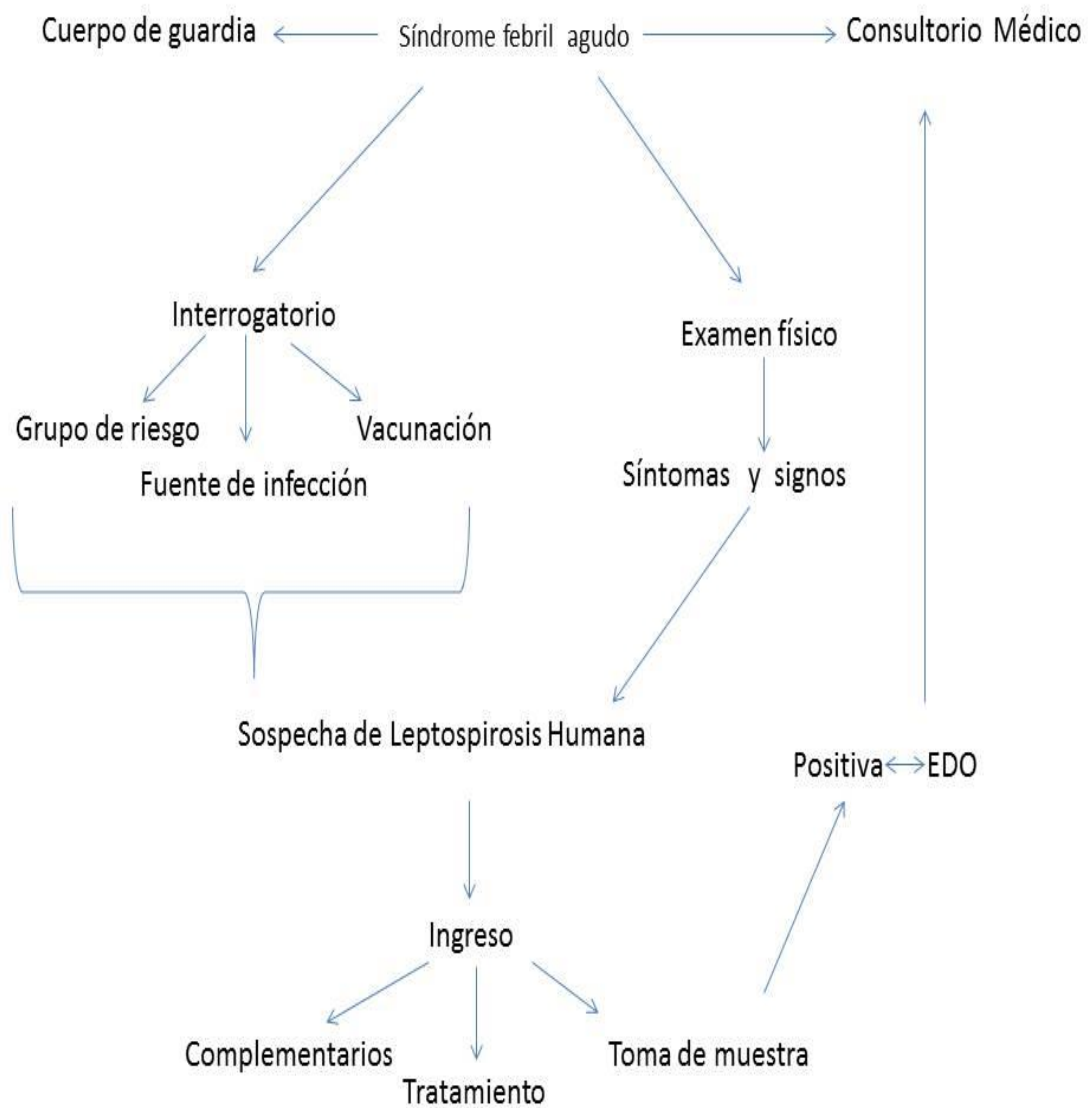 Cuerpo de guardia
Síndrome febril agudo
Consultorio Médico
Interrogatorio
Examen físico
Grupo de riesgo
Vacunación
Fuente de infección
Síntomas y signos
Sospecha de Leptospirosis Humana
Positiva
EDO
Ingreso
Complementarios
Toma de muestra
Tratamiento